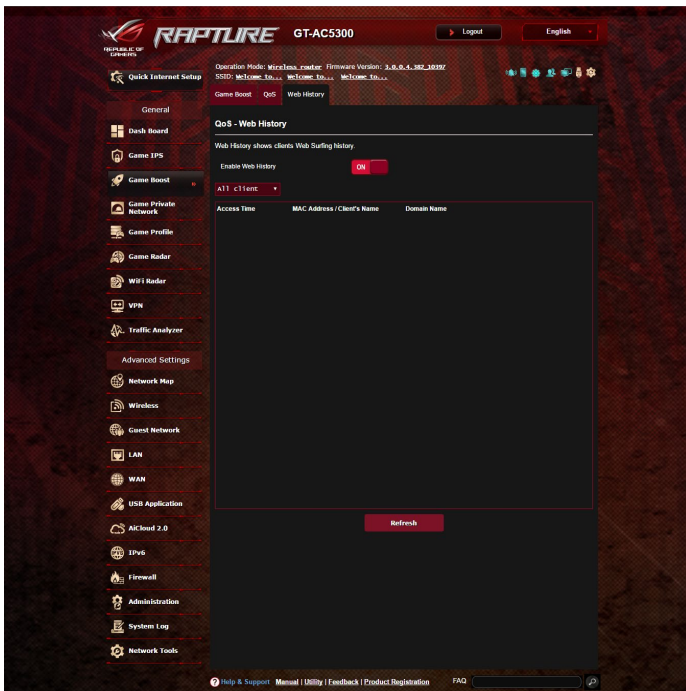 REPUBLIC OF
GAMERS
RAPTURE
GT-AC5300
Logout
English
Quick Internet Setup
Operation Mode: Wireless router Firmware Version: 3.0.0.4.382_10397
SSID: Welcome to... Welcome to... Welcome to...
Game Boost QoS Web History
General
Dash Board
Game IPS
Game Boost
Game Private
Network
Game Profile
Game Radar
WiFi Radar
VPN
Traffic Analyzer
Advanced Settings
Network Map
Wireless
Guest Network
LAN
WAN
USB Application
AiCloud 2.0
IPv6
Firewall
Administration
System Log
Network Tools
QoS - Web History
Web History shows clients Web Surfing history.
Enable Web History ON
All client
Access Time MAC Address / Client's Name Domain Name
Refresh
? Help & Support Manual | Utility | Feedback | Product Registration FAQ